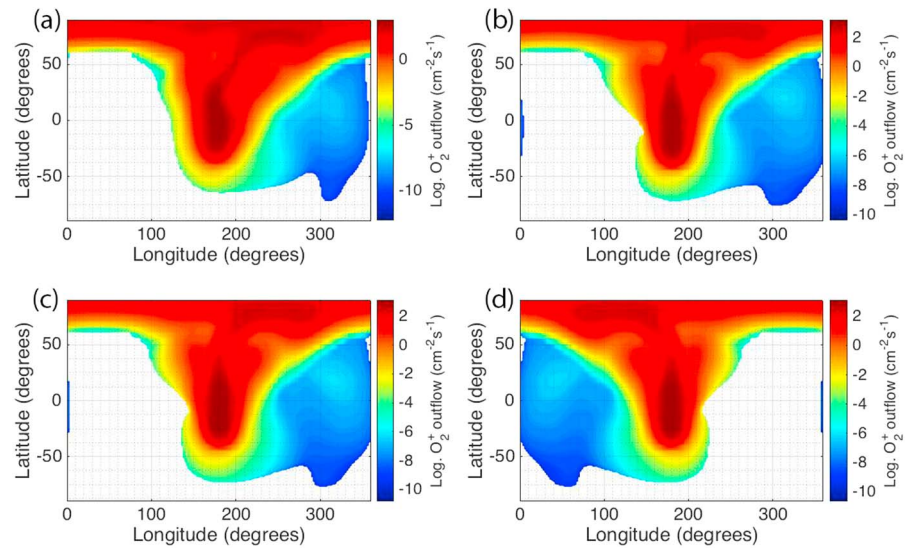 (a)
50
0
-50
Latitude (degrees)
0 100 200 300
Longitude (degrees)
0
-5
-10
Log. O₂⁺ outflow (cm⁻²s⁻¹)
(b)
50
0
-50
Latitude (degrees)
0 100 200 300
Longitude (degrees)
2
0
-2
-4
-6
-8
-10
Log. O₂⁺ outflow (cm⁻²s⁻¹)
(c)
50
0
-50
Latitude (degrees)
0 100 200 300
Longitude (degrees)
2
0
-2
-4
-6
-8
-10
Log. O₂⁺ outflow (cm⁻²s⁻¹)
(d)
50
0
-50
Latitude (degrees)
0 100 200 300
Longitude (degrees)
2
0
-2
-4
-6
-8
-10
Log. O₂⁺ outflow (cm⁻²s⁻¹)